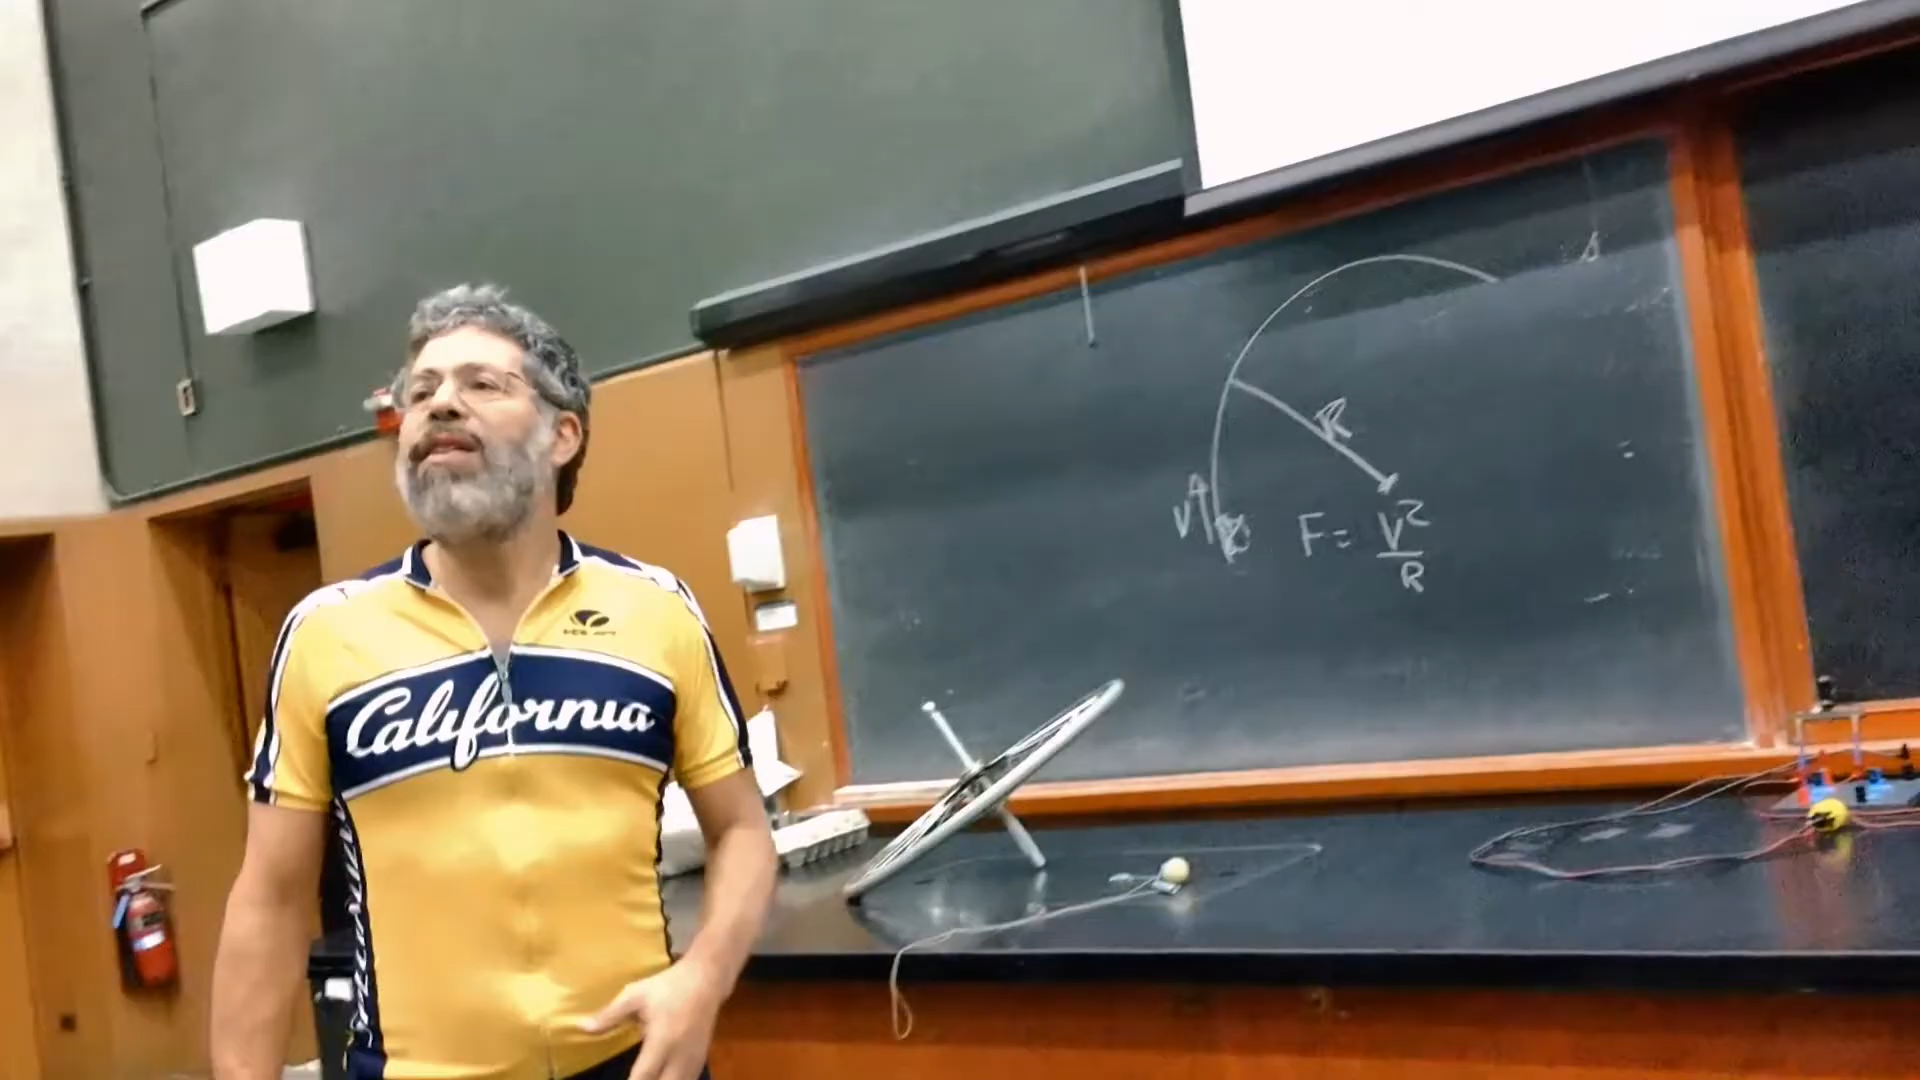 California
R
V
F = V²
R